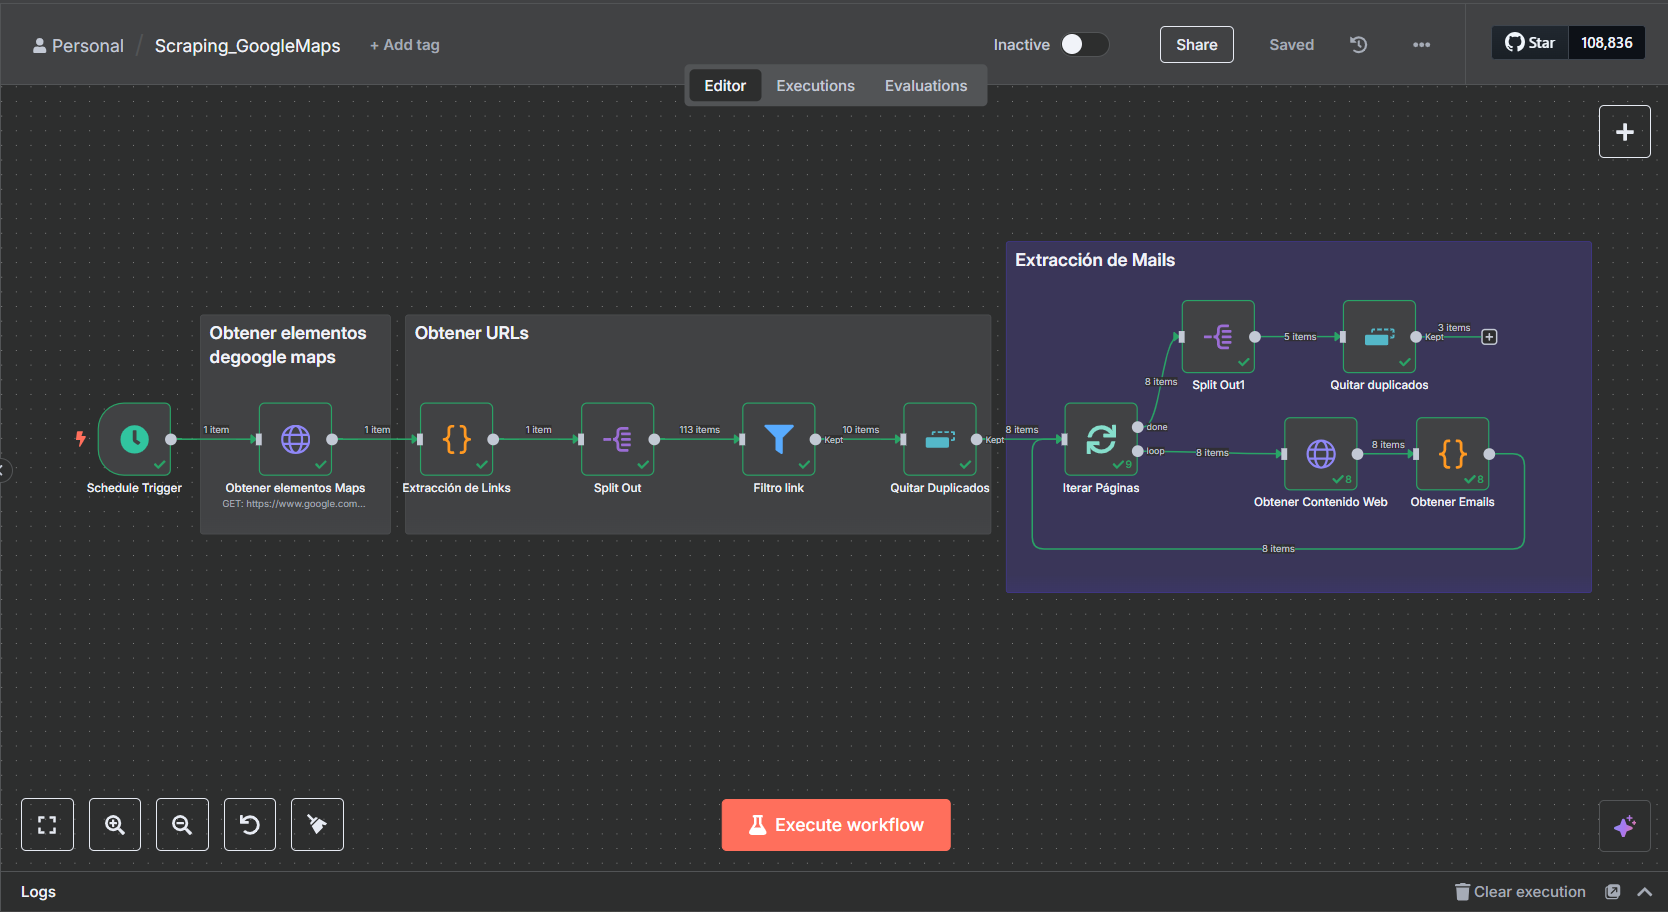 Personal / Scraping_GoogleMaps + Add tag
Inactive
Share
Saved
Star 108,836
Editor Executions Evaluations
Extracción de Mails
Obtener elementos
degoogle maps
Obtener URLs
Schedule Trigger
1 item
Obtener elementos Maps
GET: https://www.google.com...
1 item
Extracción de Links
1 item
Split Out
113 items
Filtro link
Kept
10 items
Quitar Duplicados
Kept
8 items
Iterar Páginas
9
done
loop
8 items
Split Out1
5 items
Quitar duplicados
Kept
3 items
8 items
Obtener Contenido Web
8
8 items
Obtener Emails
8
8 items
Execute workflow
Logs
Clear execution